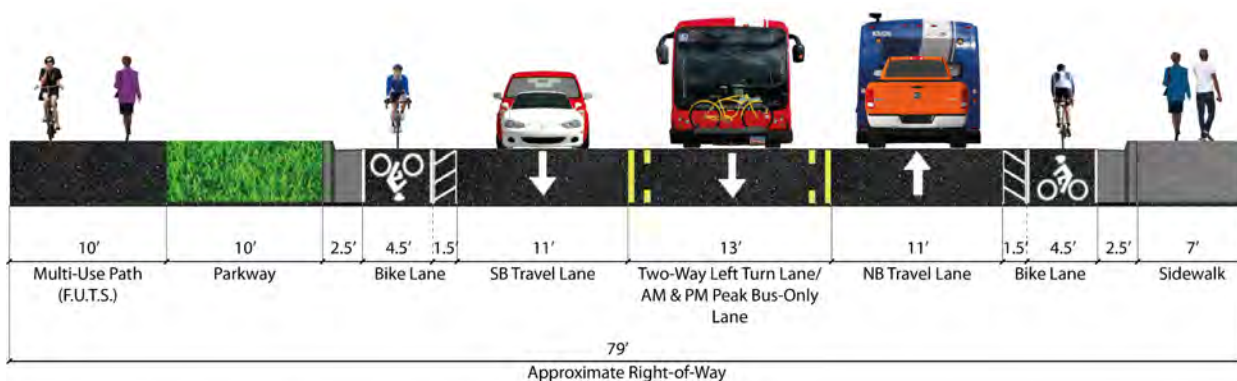 10' 10' 2.5' 4.5' 1.5' 11' 13' 11' 1.5' 4.5' 2.5' 7'
Multi-Use Path Parkway Bike Lane SB Travel Lane Two-Way Left Turn Lane/ NB Travel Lane Bike Lane Sidewalk
(F.U.T.S.) AM & PM Peak Bus-Only
Lane
79'
Approximate Right-of-Way